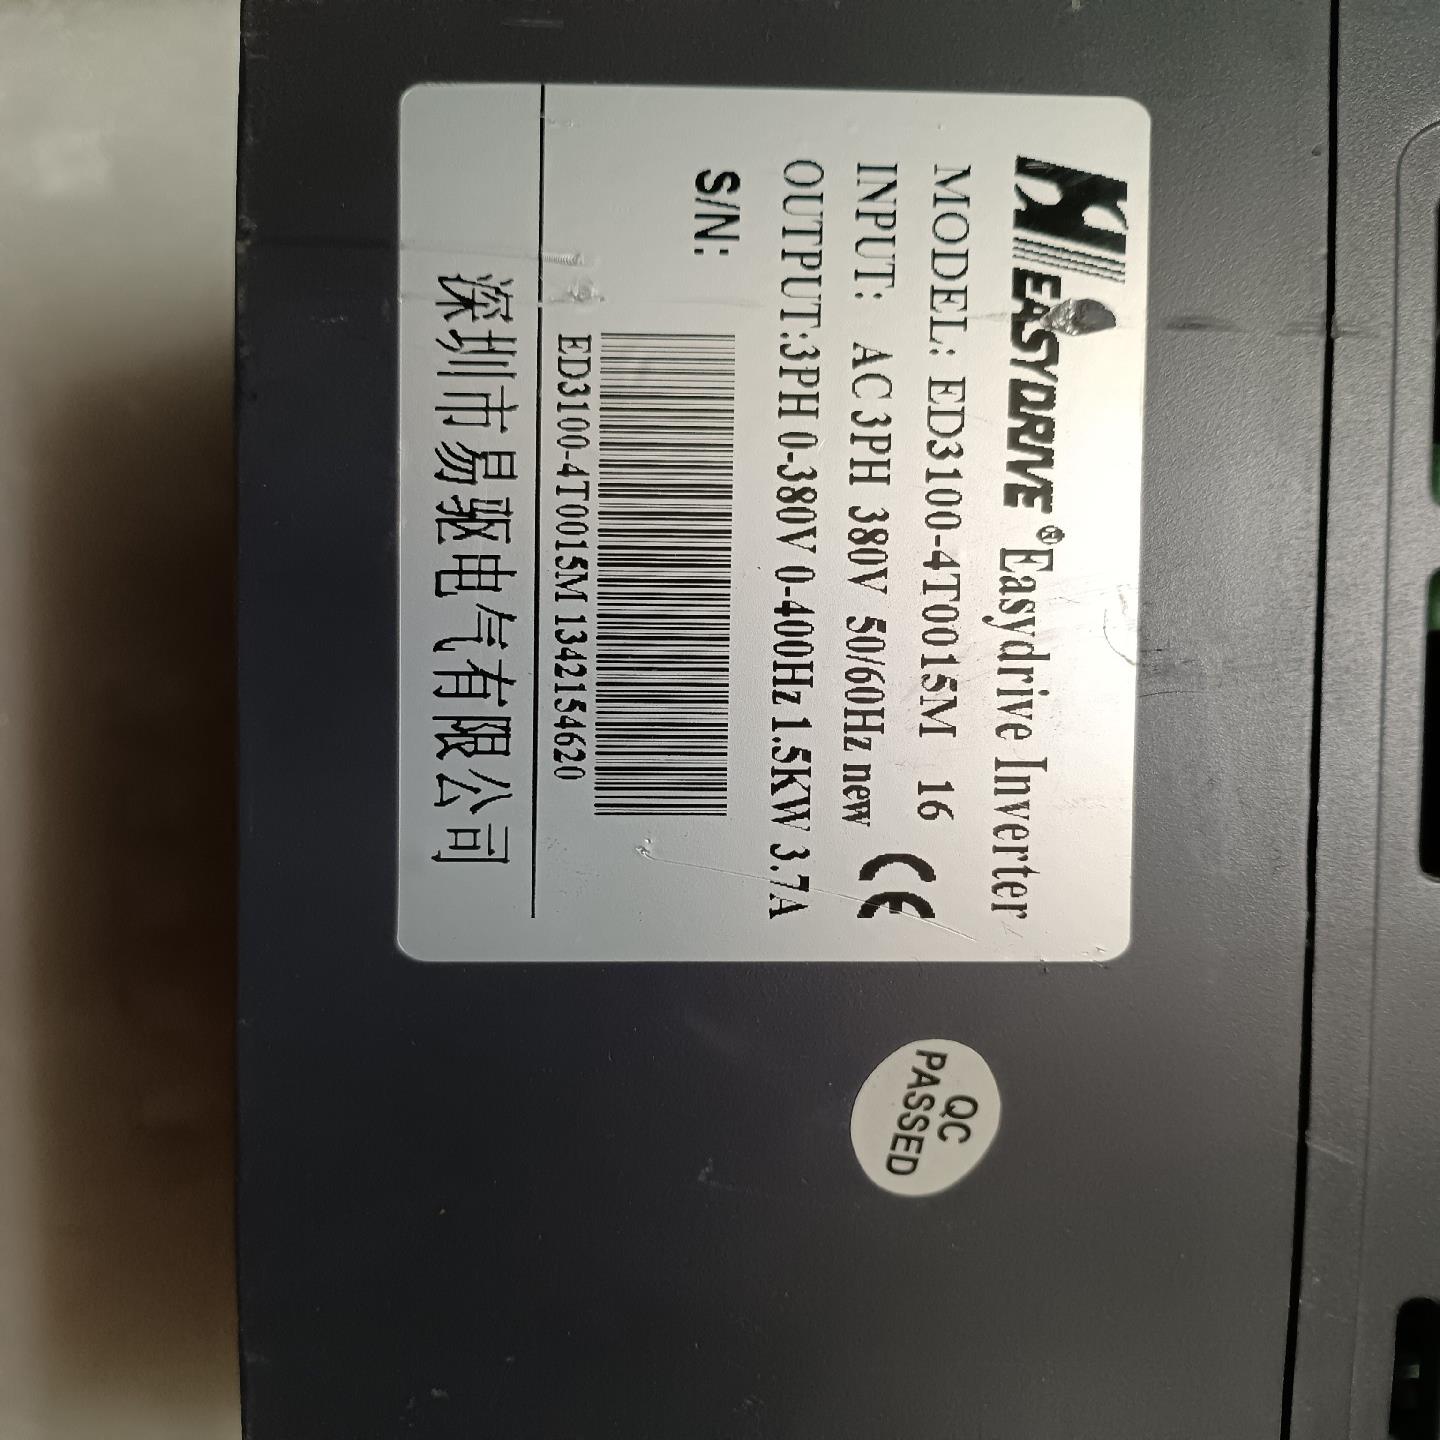 EASYDRIVE® Easydrive Inverter
MODEL: ED3100-4T0015M 16
INPUT: AC 3PH 380V 50/60Hz new
CE
OUTPUT:3PH 0-380V 0-400Hz 1.5KW 3.7A
S/N:
ED3100-4T0015M 1342154620
深圳市易驱电气有限公司
QC
PASSED